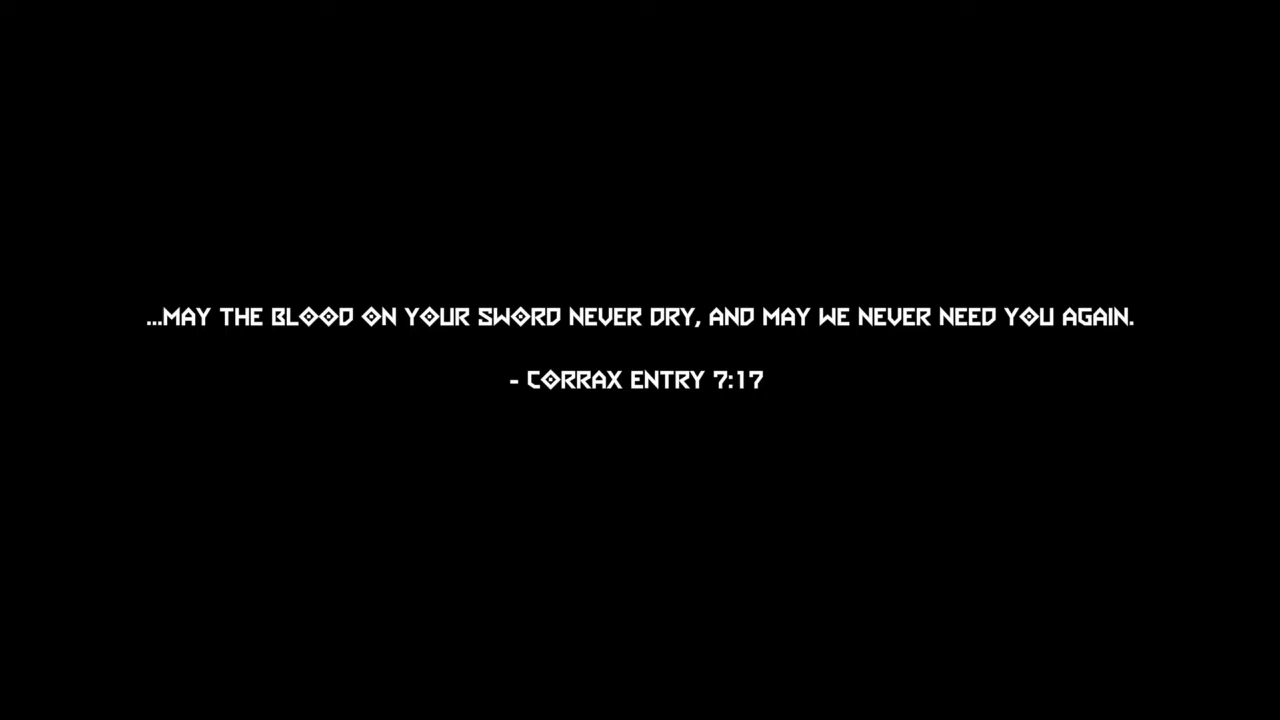 ...MAY THE BLOOD ON YOUR SWORD NEVER DRY, AND MAY WE NEVER NEED YOU AGAIN.
- CORRAX ENTRY 7:17